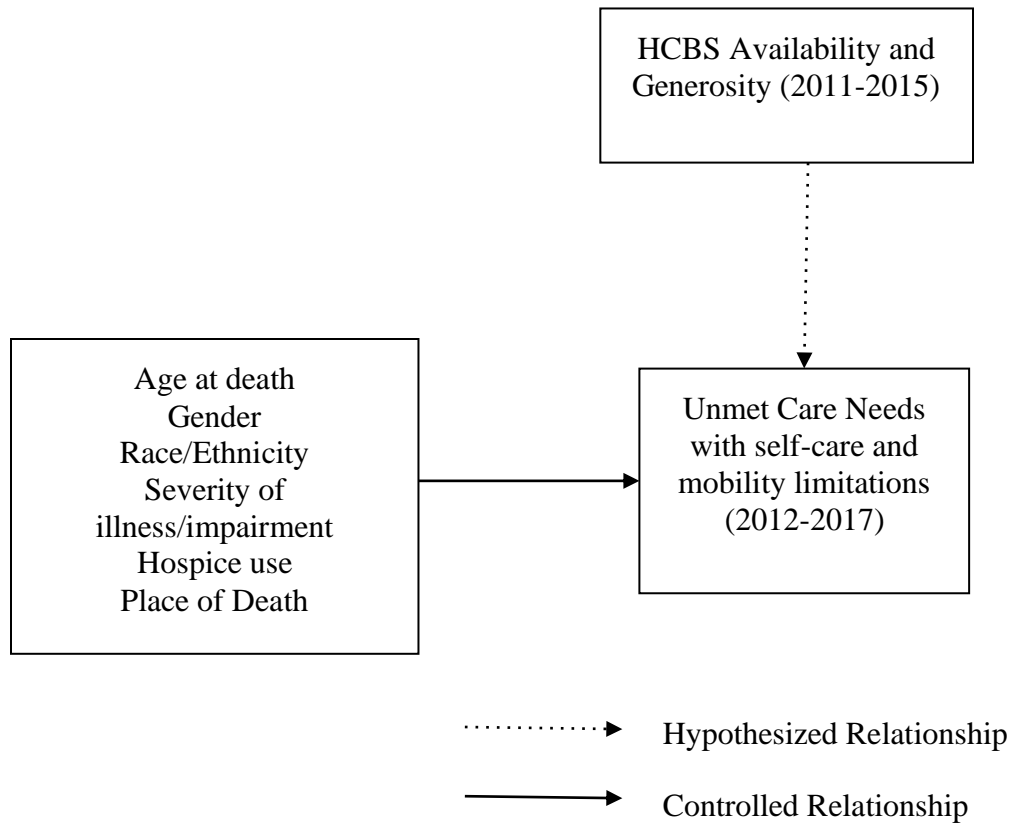 HCBS Availability and
Generosity (2011-2015)
Age at death
Gender
Race/Ethnicity
Severity of
illness/impairment
Hospice use
Place of Death
Unmet Care Needs
with self-care and
mobility limitations
(2012-2017)
Hypothesized Relationship
Controlled Relationship